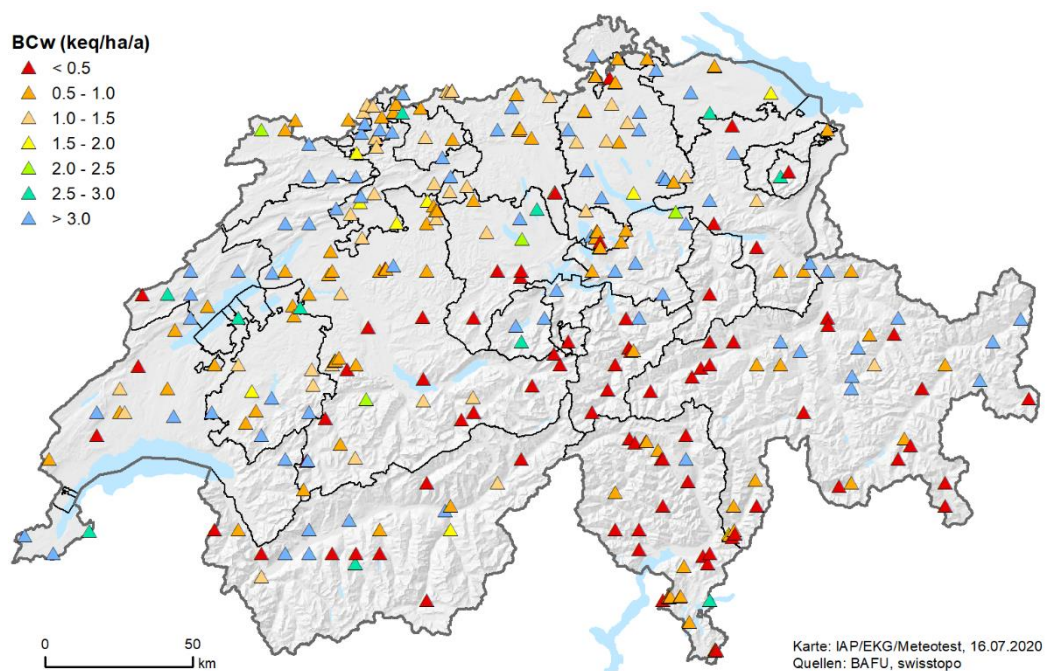 BCw (keq/ha/a)
< 0.5
0.5 - 1.0
1.0 - 1.5
1.5 - 2.0
2.0 - 2.5
2.5 - 3.0
> 3.0
0 50
km
Karte: IAP/EKG/Meteotest, 16.07.2020
Quellen: BAFU, swisstopo